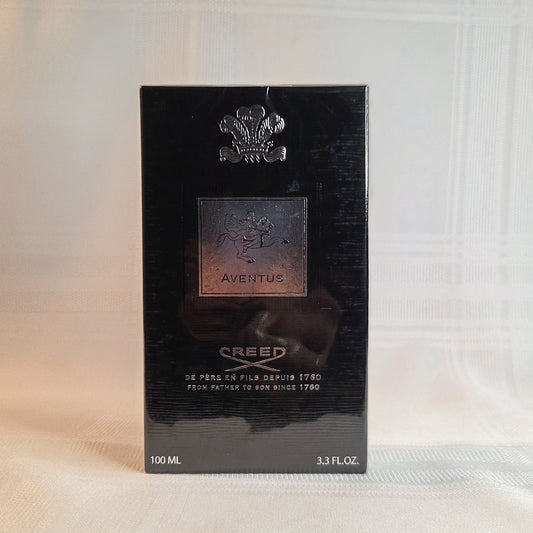 AVENTUS
CREED
DE PÈRE EN FILS DEPUIS 1760
FROM FATHER TO SON SINCE 1760
100 ML 3.3 FL.OZ.